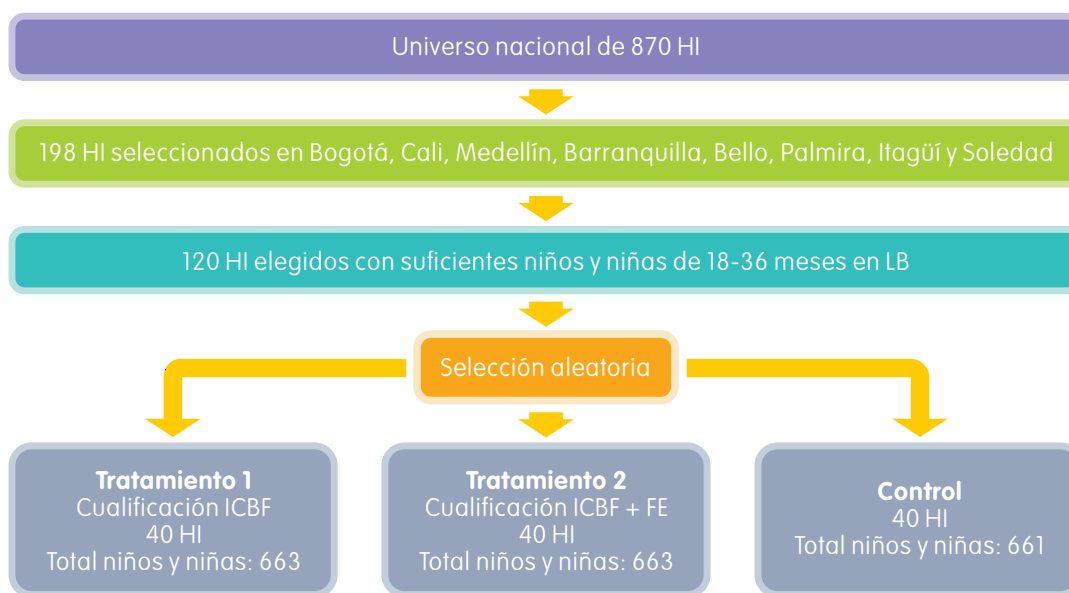 Universo nacional de 870 HI
198 HI seleccionados en Bogotá, Cali, Medellín, Barranquilla, Bello, Palmira, Itagüí y Soledad
120 HI elegidos con suficientes niños y niñas de 18-36 meses en LB
Selección aleatoria
Tratamiento 1
Cualificación ICBF
40 HI
Total niños y niñas: 663
Tratamiento 2
Cualificación ICBF + FE
40 HI
Total niños y niñas: 663
Control
40 HI
Total niños y niñas: 661